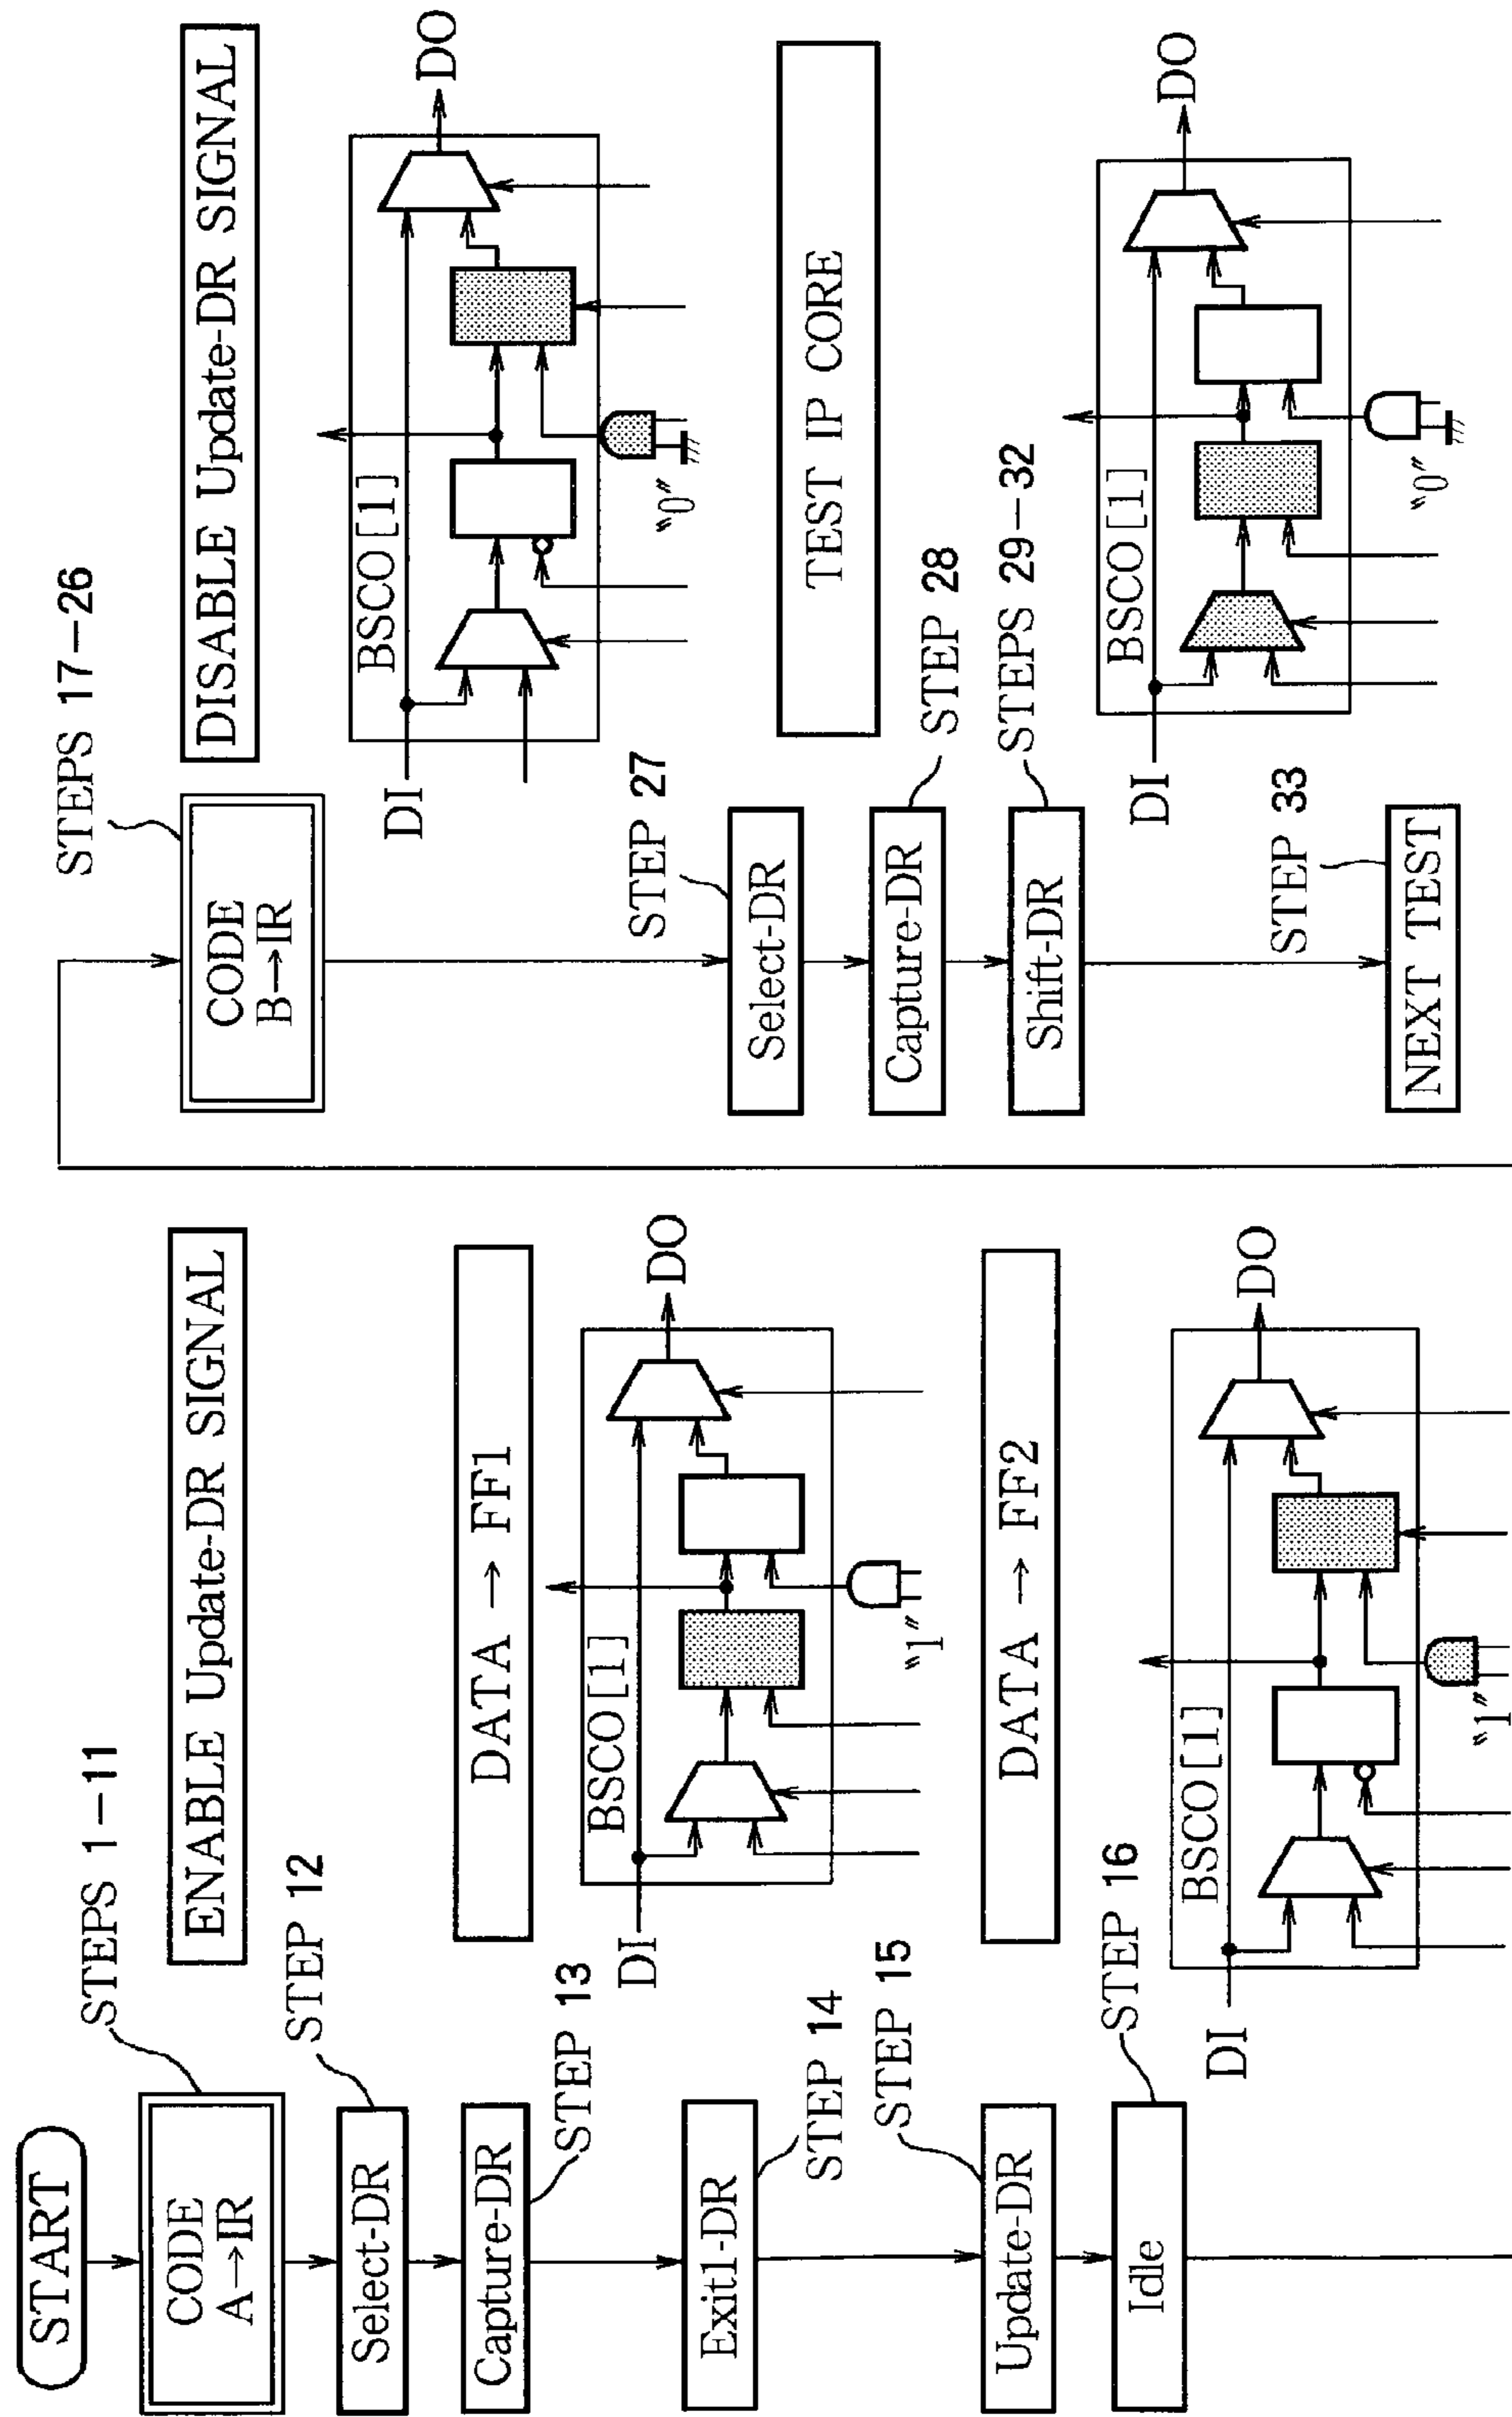 START
CODE
A→IR
STEPS 1–11
ENABLE Update-DR SIGNAL
Select-DR
STEP 12
Capture-DR
STEP 13
DATA → FF1
BSCO[1]
DI
DO
"1"
Exit1-DR
STEP 14
Update-DR
STEP 15
DATA → FF2
Idle
STEP 16
BSCO[1]
DI
DO
"1"
CODE
B→IR
STEPS 17–26
DISABLE Update-DR SIGNAL
BSCO[1]
DI
DO
"0"
Select-DR
STEP 27
TEST IP CORE
Capture-DR
STEP 28
Shift-DR
STEPS 29–32
BSCO[1]
DI
DO
"0"
NEXT TEST
STEP 33